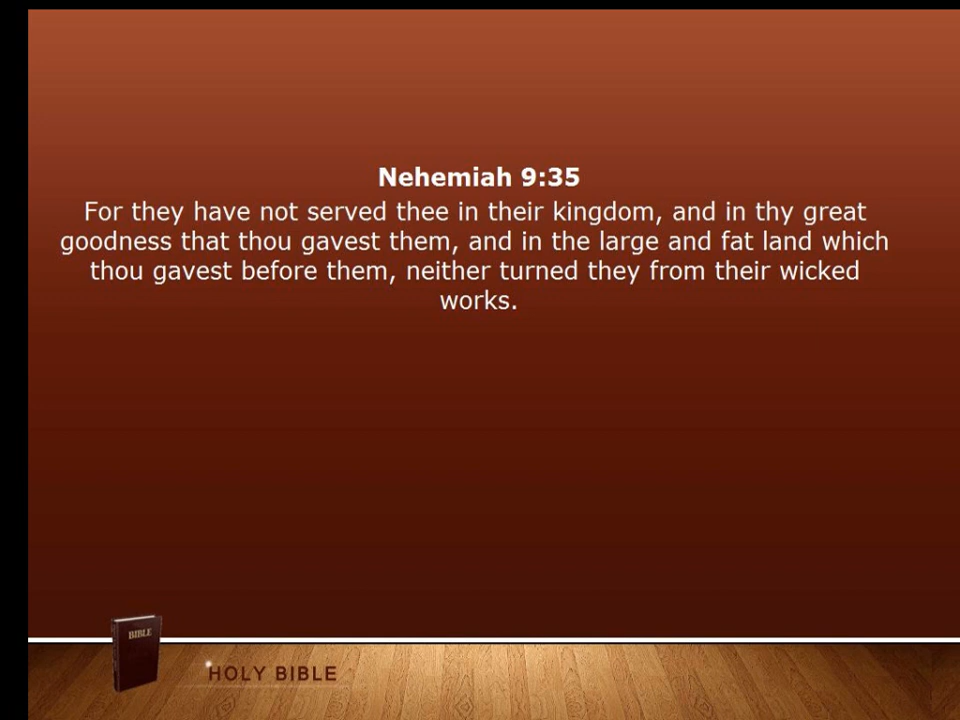 Nehemiah 9:35
For they have not served thee in their kingdom, and in thy great
goodness that thou gavest them, and in the large and fat land which
thou gavest before them, neither turned they from their wicked
works.
BIBLE
HOLY BIBLE